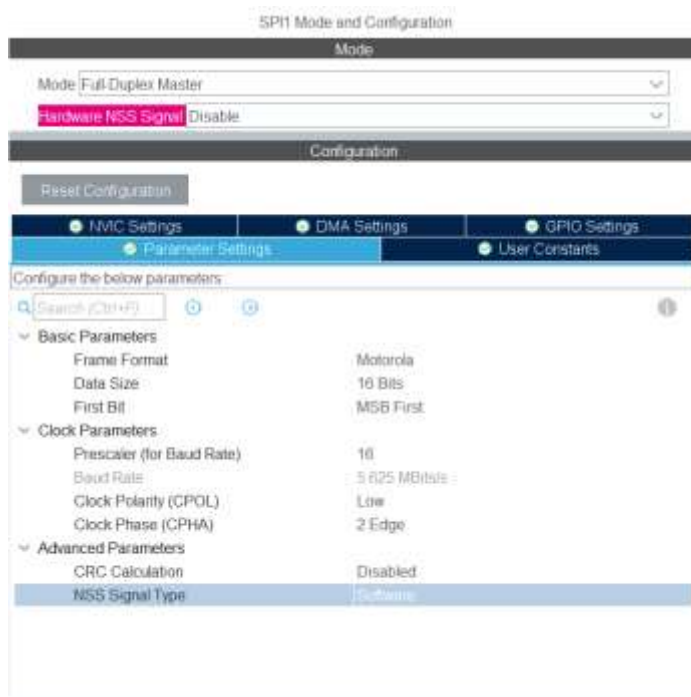 SPI1 Mode and Configuration
Mode
Mode Full-Duplex Master
Hardware NSS Signal Disable
Configuration
Reset Configuration
NVIC Settings DMA Settings GPIO Settings
Parameter Settings User Constants
Configure the below parameters
Search (Ctrl+F)
Basic Parameters
Frame Format Motorola
Data Size 16 Bits
First Bit MSB First
Clock Parameters
Prescaler (for Baud Rate) 16
Baud Rate 5.625 MBits/s
Clock Polarity (CPOL) Low
Clock Phase (CPHA) 2 Edge
Advanced Parameters
CRC Calculation Disabled
NSS Signal Type Software